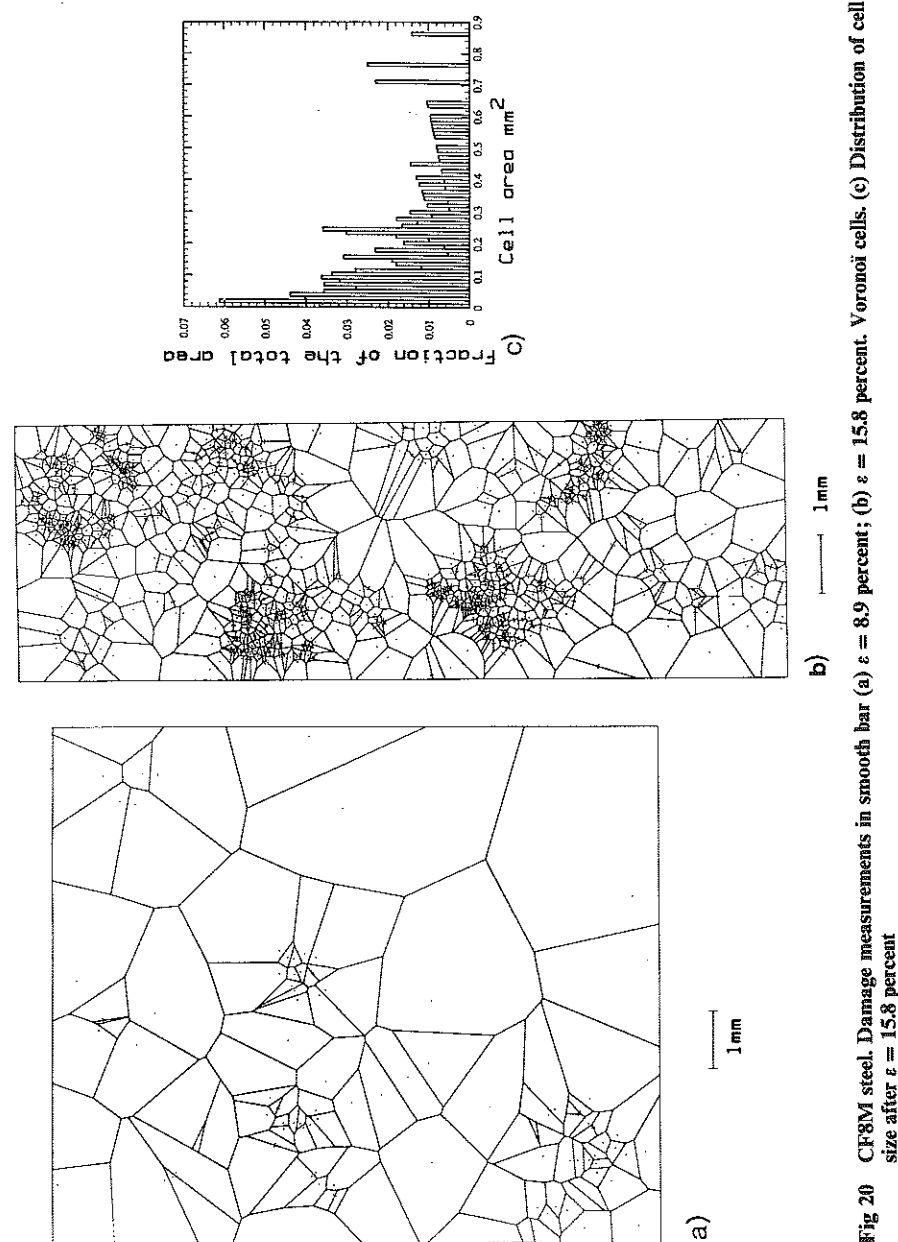 a)
1mm
b)
1mm
Fraction of the total area
0.07
0.06
0.05
0.04
0.03
0.02
0.01
0
0 0.1 0.2 0.3 0.4 0.5 0.6 0.7 0.8 0.9
Cell area mm2
c)
Fig 20 CF8M steel. Damage measurements in smooth bar (a) ε = 8.9 percent; (b) ε = 15.8 percent. Voronoï cells. (c) Distribution of cell
size after ε = 15.8 percent